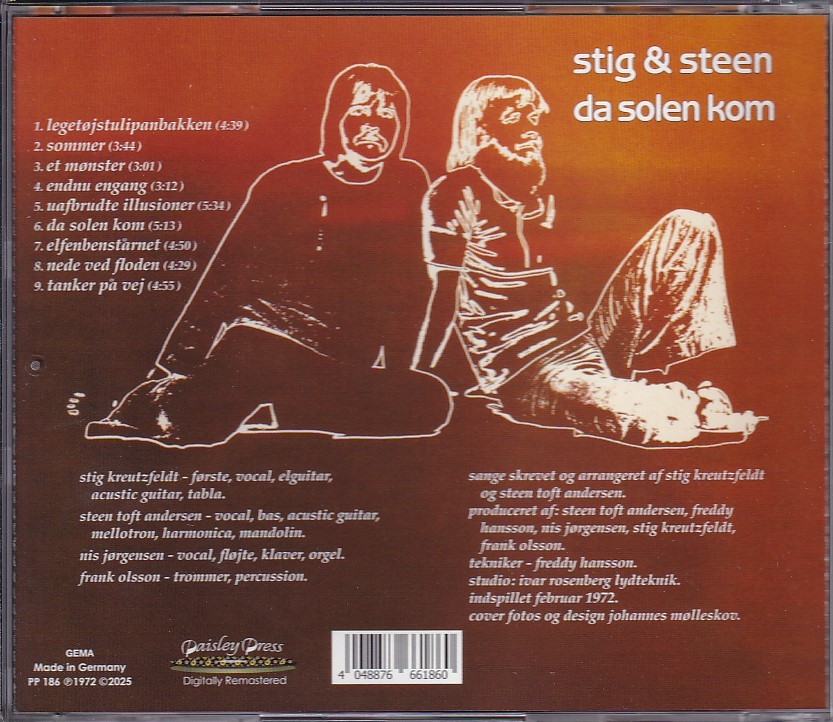 stig & steen
da solen kom
1. legetøjstulipanbakken (4:39)
2. sommer (3:44)
3. et mønster (3:01)
4. endnu engang (3:12)
5. uafbrudte illusioner (5:34)
6. da solen kom (5:13)
7. elfenbenstårnet (4:50)
8. nede ved floden (4:29)
9. tanker på vej (4:55)
stig kreutzfeldt - første, vocal, elguitar,
acustic guitar, tabla.
steen toft andersen - vocal, bas, acustic guitar,
mellotron, harmonica, mandolin.
nis jørgensen - vocal, fløjte, klaver, orgel.
frank olsson - trommer, percussion.
sange skrevet og arrangeret af stig kreutzfeldt
og steen toft andersen.
produceret af: steen toft andersen, freddy
hansson, nis jørgensen, stig kreutzfeldt,
frank olsson.
tekniker - freddy hansson.
studio: ivar rosenberg lydteknik.
indspillet februar 1972.
cover fotos og design johannes mølleskov.
GEMA
Made in Germany
PP 186 ℗1972 ©2025
Paisley Press
Digitally Remastered
4 048876 661860